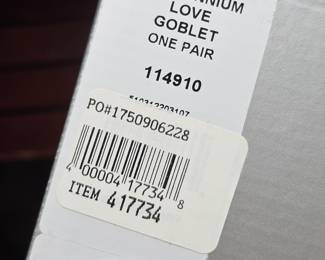 LOVE
GOBLET
ONE PAIR
114910
PO#1750906228
4 00004 17734 8
ITEM 417734